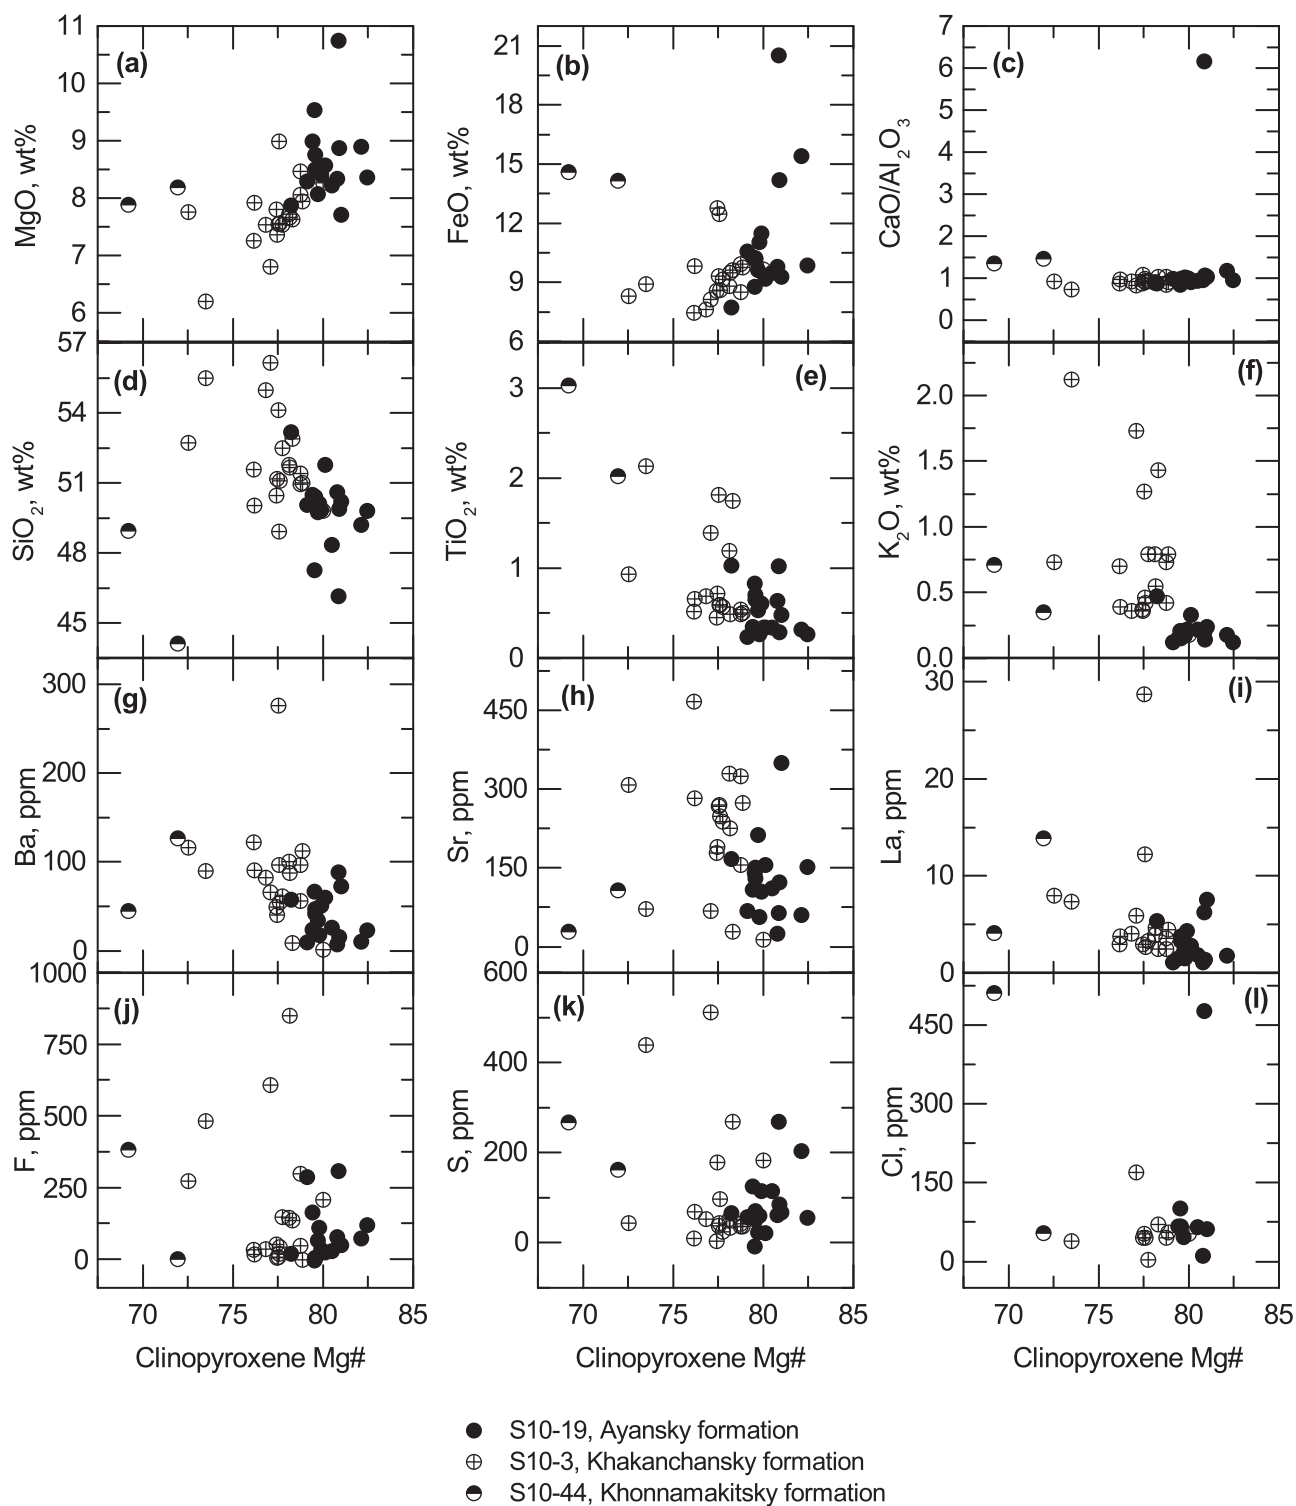 11
10
9
8
7
6
MgO, wt%
(a)
21
18
15
12
9
6
FeO, wt%
(b)
7
6
5
4
3
2
1
0
CaO/Al2O3
(c)
57
54
51
48
45
SiO2, wt%
(d)
3
2
1
0
TiO2, wt%
(e)
2.0
1.5
1.0
0.5
0.0
K2O, wt%
(f)
300
200
100
0
Ba, ppm
(g)
450
300
150
0
Sr, ppm
(h)
30
20
10
0
La, ppm
(i)
1000
750
500
250
0
F, ppm
(j)
600
400
200
0
S, ppm
(k)
450
300
150
0
Cl, ppm
(l)
70 75 80 85 70 75 80 85 70 75 80 85
Clinopyroxene Mg# Clinopyroxene Mg# Clinopyroxene Mg#
S10-19, Ayansky formation
S10-3, Khakanchansky formation
S10-44, Khonnamakitsky formation